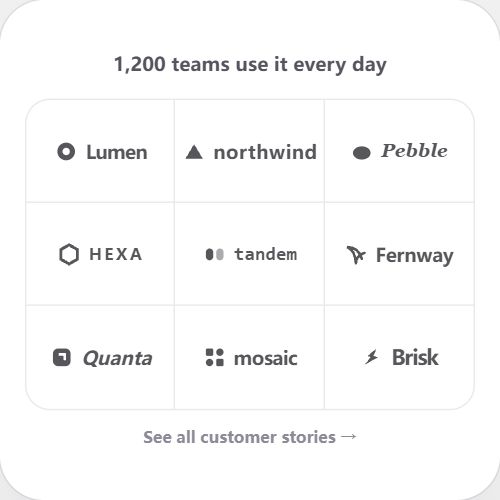 1,200 teams use it every day
Lumen
northwind
Pebble
HEXA
tandem
Fernway
Quanta
mosaic
Brisk
See all customer stories →